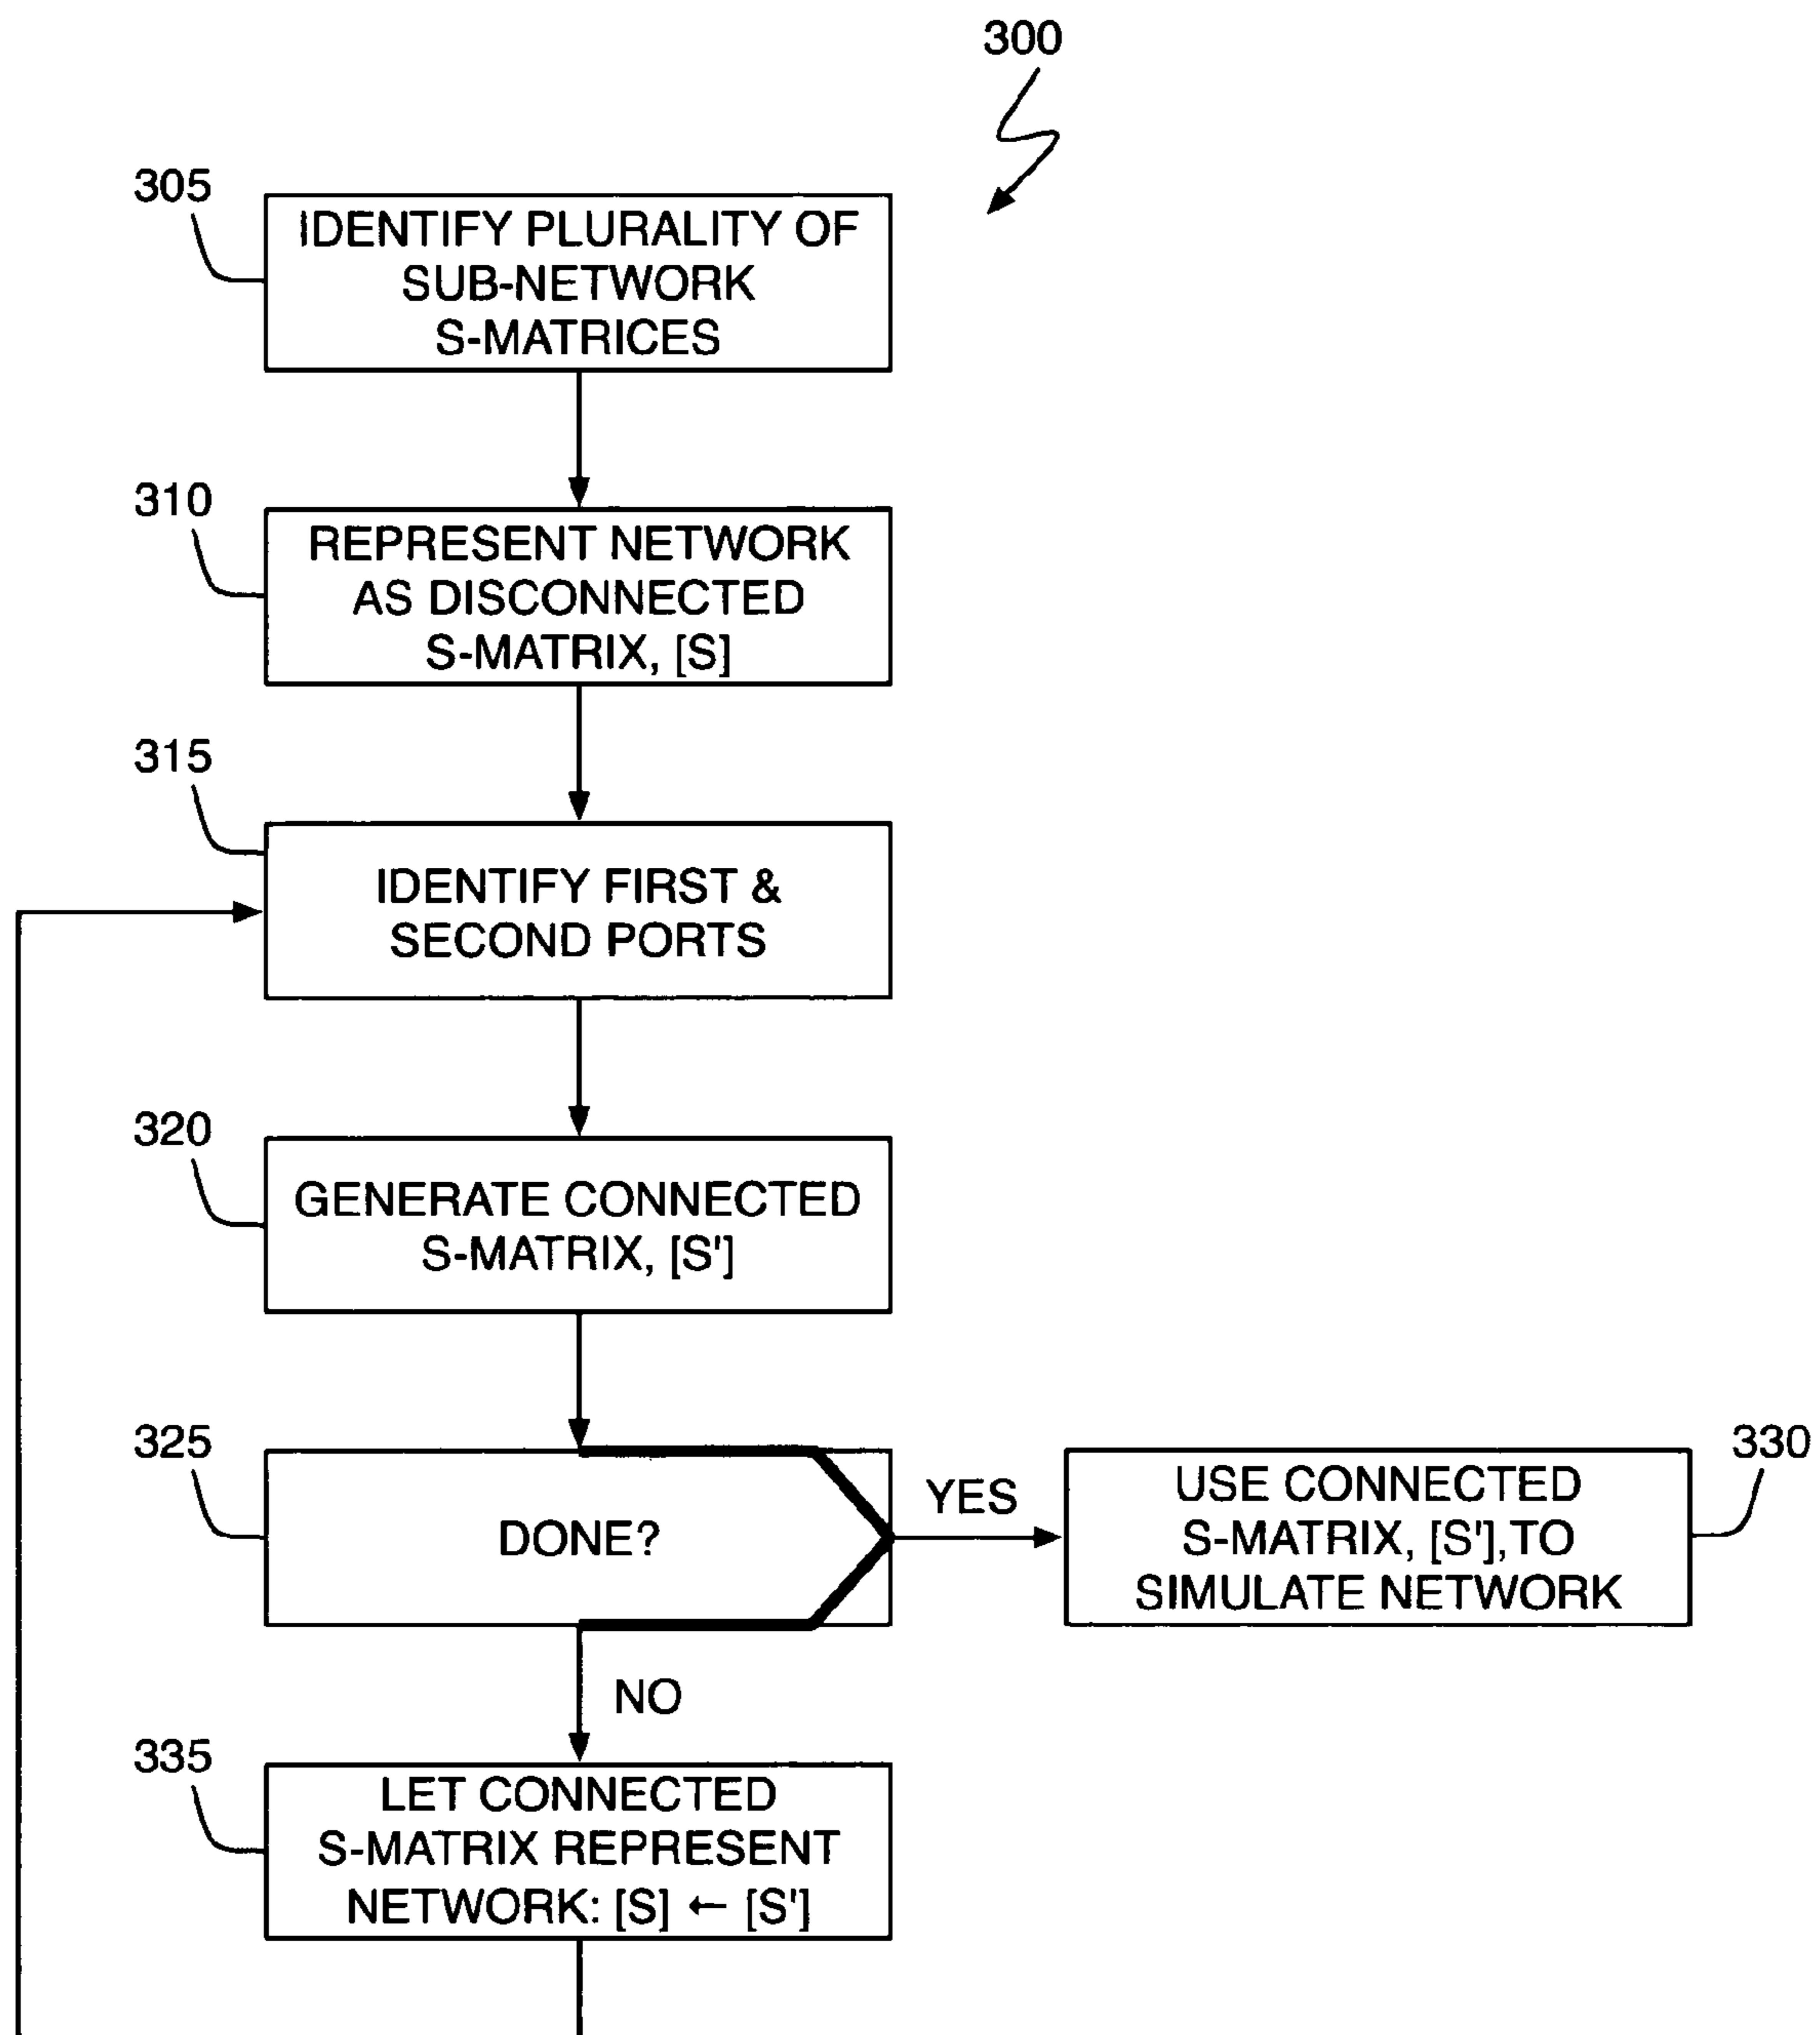 300
305
IDENTIFY PLURALITY OF
SUB-NETWORK
S-MATRICES
310
REPRESENT NETWORK
AS DISCONNECTED
S-MATRIX, [S]
315
IDENTIFY FIRST &
SECOND PORTS
320
GENERATE CONNECTED
S-MATRIX, [S']
325
DONE?
YES
330
USE CONNECTED
S-MATRIX, [S'],TO
SIMULATE NETWORK
NO
335
LET CONNECTED
S-MATRIX REPRESENT
NETWORK: [S] ← [S']